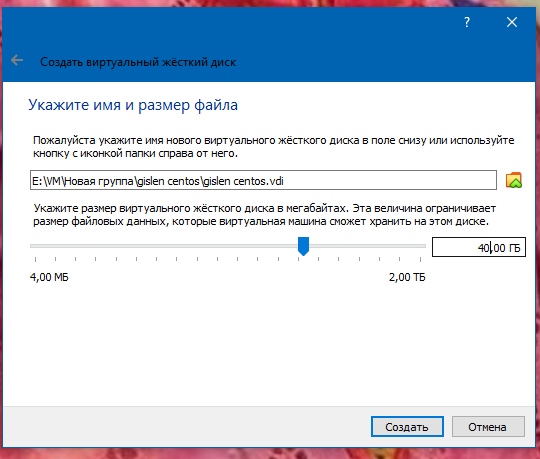 ?
Создать виртуальный жёсткий диск
Укажите имя и размер файла
Пожалуйста укажите имя нового виртуального жёсткого диска в поле снизу или используйте
кнопку с иконкой папки справа от него.
E:\VM\Новая группа\gislen centos\gislen centos.vdi
Укажите размер виртуального жёсткого диска в мегабайтах. Эта величина ограничивает
размер файловых данных, которые виртуальная машина сможет хранить на этом диске.
40,00 ГБ
4,00 МБ 2,00 ТБ
Создать Отмена